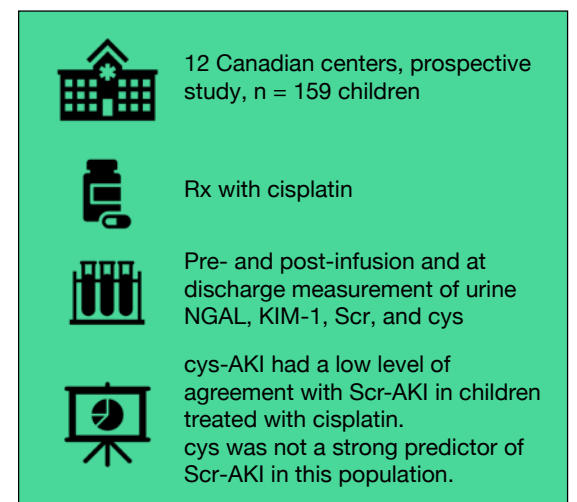 12 Canadian centers, prospective
study, n = 159 children
Rx with cisplatin
Pre- and post-infusion and at
discharge measurement of urine
NGAL, KIM-1, Scr, and cys
cys-AKI had a low level of
agreement with Scr-AKI in children
treated with cisplatin.
cys was not a strong predictor of
Scr-AKI in this population.